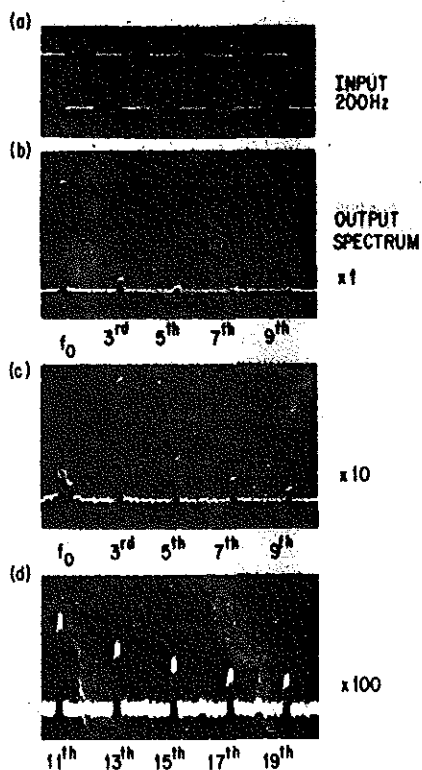 (a)
INPUT
200Hz
(b)
OUTPUT
SPECTRUM
x1
f₀ 3rd 5th 7th 9th
(c)
x10
f₀ 3rd 5th 7th 9th
(d)
x100
11th 13th 15th 17th 19th